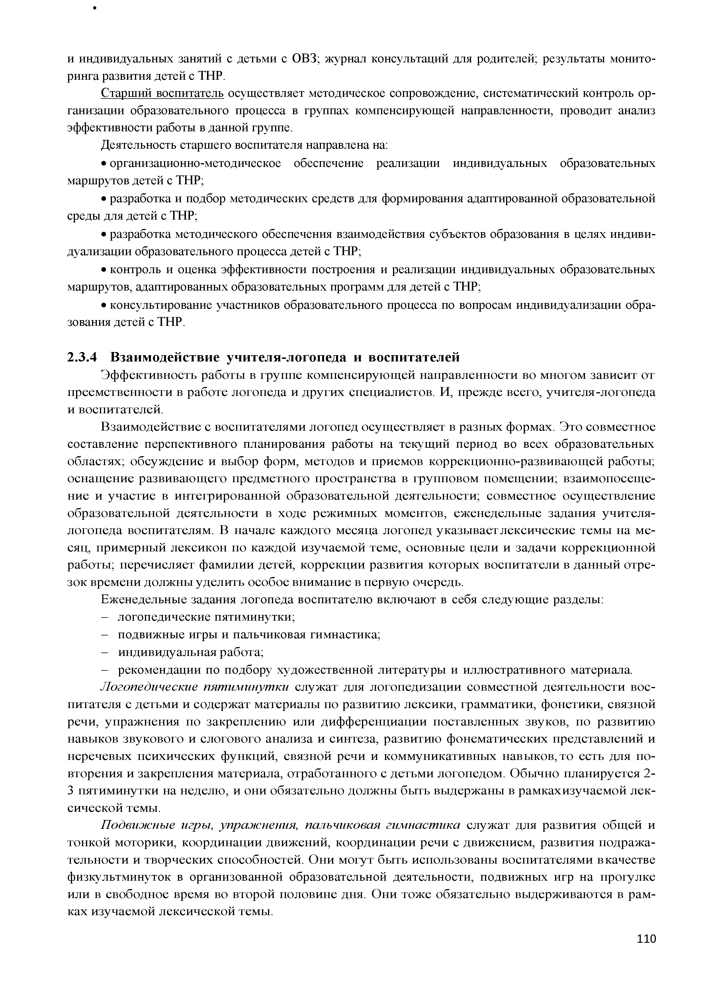 •
и индивидуальных занятий с детьми с ОВЗ; журнал консультаций для родителей; результаты монито-
ринга развития детей с ТНР.
Старший воспитатель осуществляет методическое сопровождение, систематический контроль ор-
ганизации образовательного процесса в группах компенсирующей направленности, проводит анализ
эффективности работы в данной группе.
Деятельность старшего воспитателя направлена на:
• организационно-методическое обеспечение реализации индивидуальных образовательных
маршрутов детей с ТНР;
• разработка и подбор методических средств для формирования адаптированной образовательной
среды для детей с ТНР;
• разработка методического обеспечения взаимодействия субъектов образования в целях индиви-
дуализации образовательного процесса детей с ТНР;
• контроль и оценка эффективности построения и реализации индивидуальных образовательных
маршрутов, адаптированных образовательных программ для детей с ТНР;
• консультирование участников образовательного процесса по вопросам индивидуализации обра-
зования детей с ТНР.
2.3.4 Взаимодействие учителя-логопеда и воспитателей
Эффективность работы в группе компенсирующей направленности во многом зависит от
преемственности в работе логопеда и других специалистов. И, прежде всего, учителя-логопеда
и воспитателей.
Взаимодействие с воспитателями логопед осуществляет в разных формах. Это совместное
составление перспективного планирования работы на текущий период во всех образовательных
областях; обсуждение и выбор форм, методов и приемов коррекционно-развивающей работы;
оснащение развивающего предметного пространства в групповом помещении; взаимопосеще-
ние и участие в интегрированной образовательной деятельности; совместное осуществление
образовательной деятельности в ходе режимных моментов, еженедельные задания учителя-
логопеда воспитателям. В начале каждого месяца логопед указываетлексические темы на ме-
сяц, примерный лексикон по каждой изучаемой теме, основные цели и задачи коррекционной
работы; перечисляет фамилии детей, коррекции развития которых воспитатели в данный отре-
зок времени должны уделить особое внимание в первую очередь.
Еженедельные задания логопеда воспитателю включают в себя следующие разделы:
– логопедические пятиминутки;
– подвижные игры и пальчиковая гимнастика;
– индивидуальная работа;
– рекомендации по подбору художественной литературы и иллюстративного материала.
Логопедические пятиминутки служат для логопедизации совместной деятельности вос-
питателя с детьми и содержат материалы по развитию лексики, грамматики, фонетики, связной
речи, упражнения по закреплению или дифференциации поставленных звуков, по развитию
навыков звукового и слогового анализа и синтеза, развитию фонематических представлений и
неречевых психических функций, связной речи и коммуникативных навыков,то есть для по-
вторения и закрепления материала, отработанного с детьми логопедом. Обычно планируется 2-
3 пятиминутки на неделю, и они обязательно должны быть выдержаны в рамкахизучаемой лек-
сической темы.
Подвижные игры, упражнения, пальчиковая гимнастика служат для развития общей и
тонкой моторики, координации движений, координации речи с движением, развития подража-
тельности и творческих способностей. Они могут быть использованы воспитателями вкачестве
физкультминуток в организованной образовательной деятельности, подвижных игр на прогулке
или в свободное время во второй половине дня. Они тоже обязательно выдерживаются в рам-
ках изучаемой лексической темы.
110